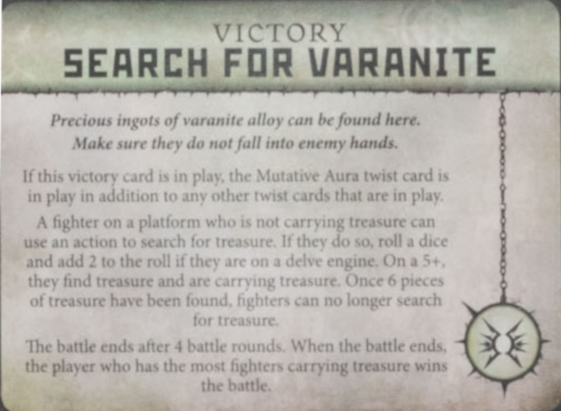 VICTORY
SEARCH FOR VARANITE
Precious ingots of varanite alloy can be found here.
Make sure they do not fall into enemy hands.
If this victory card is in play, the Mutative Aura twist card is
in play in addition to any other twist cards that are in play.
A fighter on a platform who is not carrying treasure can
use an action to search for treasure. If they do so, roll a dice
and add 2 to the roll if they are on a delve engine. On a 5+,
they find treasure and are carrying treasure. Once 6 pieces
of treasure have been found, fighters can no longer search
for treasure.
The battle ends after 4 battle rounds. When the battle ends,
the player who has the most fighters carrying treasure wins
the battle.